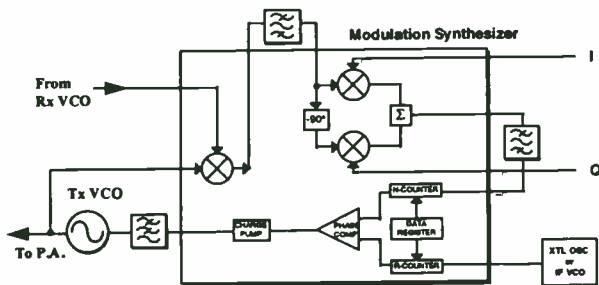 Modulation Synthesizer
I
From
Rx VCO
-90°
Σ
Q
Tx VCO
N-COUNTER
CHARGE
PUMP
PHASE
COMP
DATA
REGISTER
R-COUNTER
To P.A.
XTL OSC
or
IF VCO